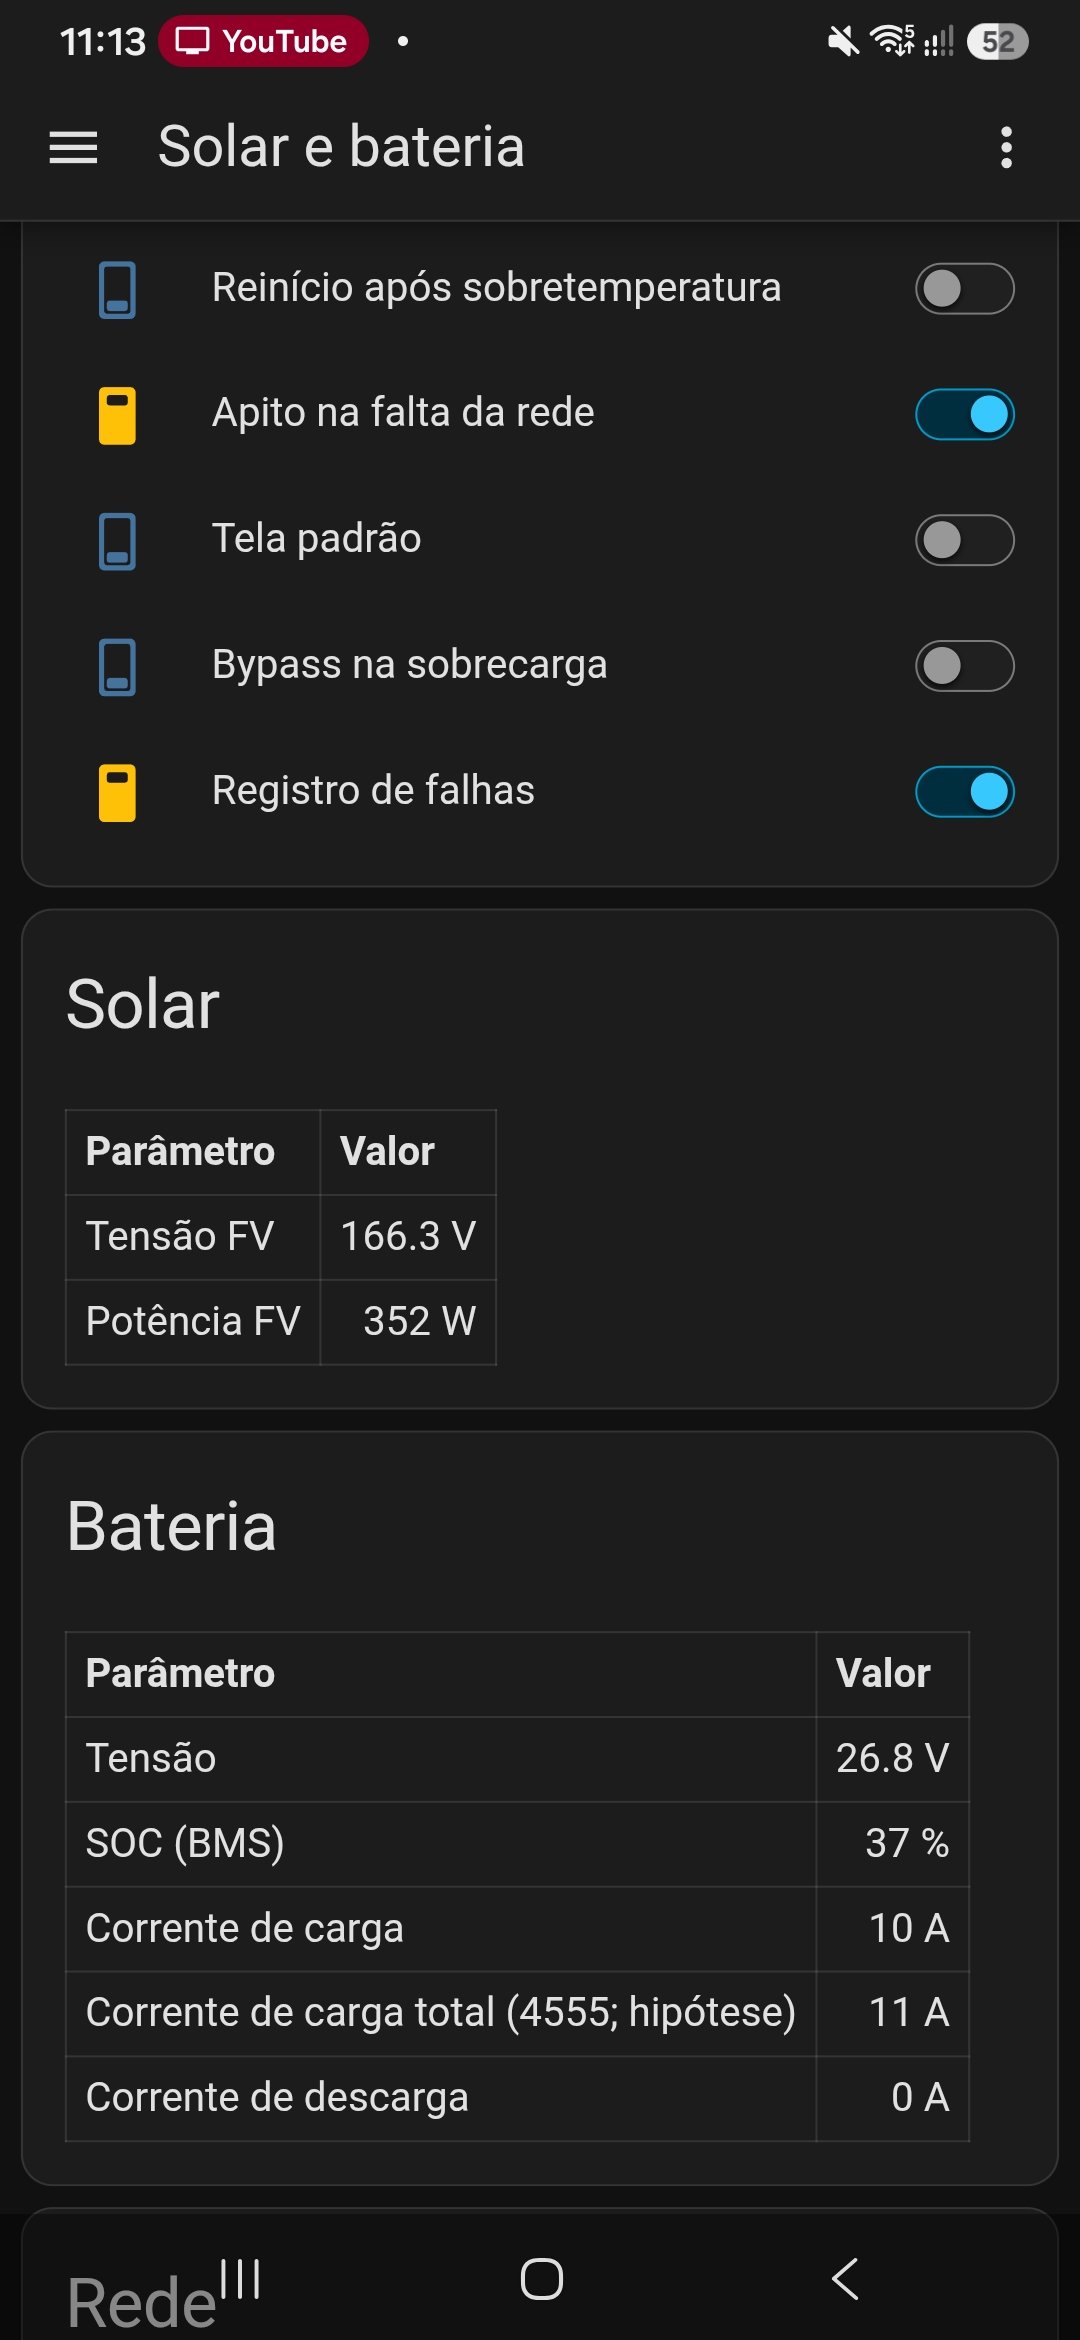 11:13 YouTube 5 52
Solar e bateria
Reinício após sobretemperatura
Apito na falta da rede
Tela padrão
Bypass na sobrecarga
Registro de falhas
Solar
Parâmetro Valor
Tensão FV 166.3 V
Potência FV 352 W
Bateria
Parâmetro Valor
Tensão 26.8 V
SOC (BMS) 37 %
Corrente de carga 10 A
Corrente de carga total (4555; hipótese) 11 A
Corrente de descarga 0 A
Rede